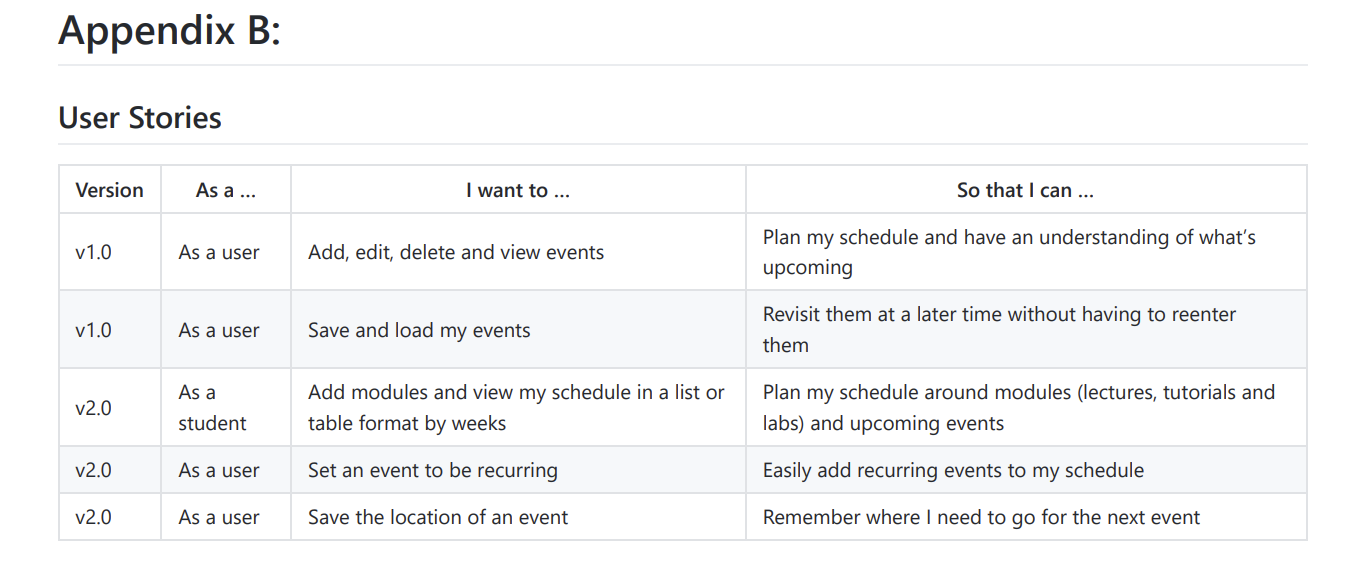 Appendix B:
User Stories
Version As a ... I want to ... So that I can ...
v1.0 As a user Add, edit, delete and view events Plan my schedule and have an understanding of what’s
upcoming
v1.0 As a user Save and load my events Revisit them at a later time without having to reenter
them
v2.0 As a
student Add modules and view my schedule in a list or
table format by weeks Plan my schedule around modules (lectures, tutorials and
labs) and upcoming events
v2.0 As a user Set an event to be recurring Easily add recurring events to my schedule
v2.0 As a user Save the location of an event Remember where I need to go for the next event